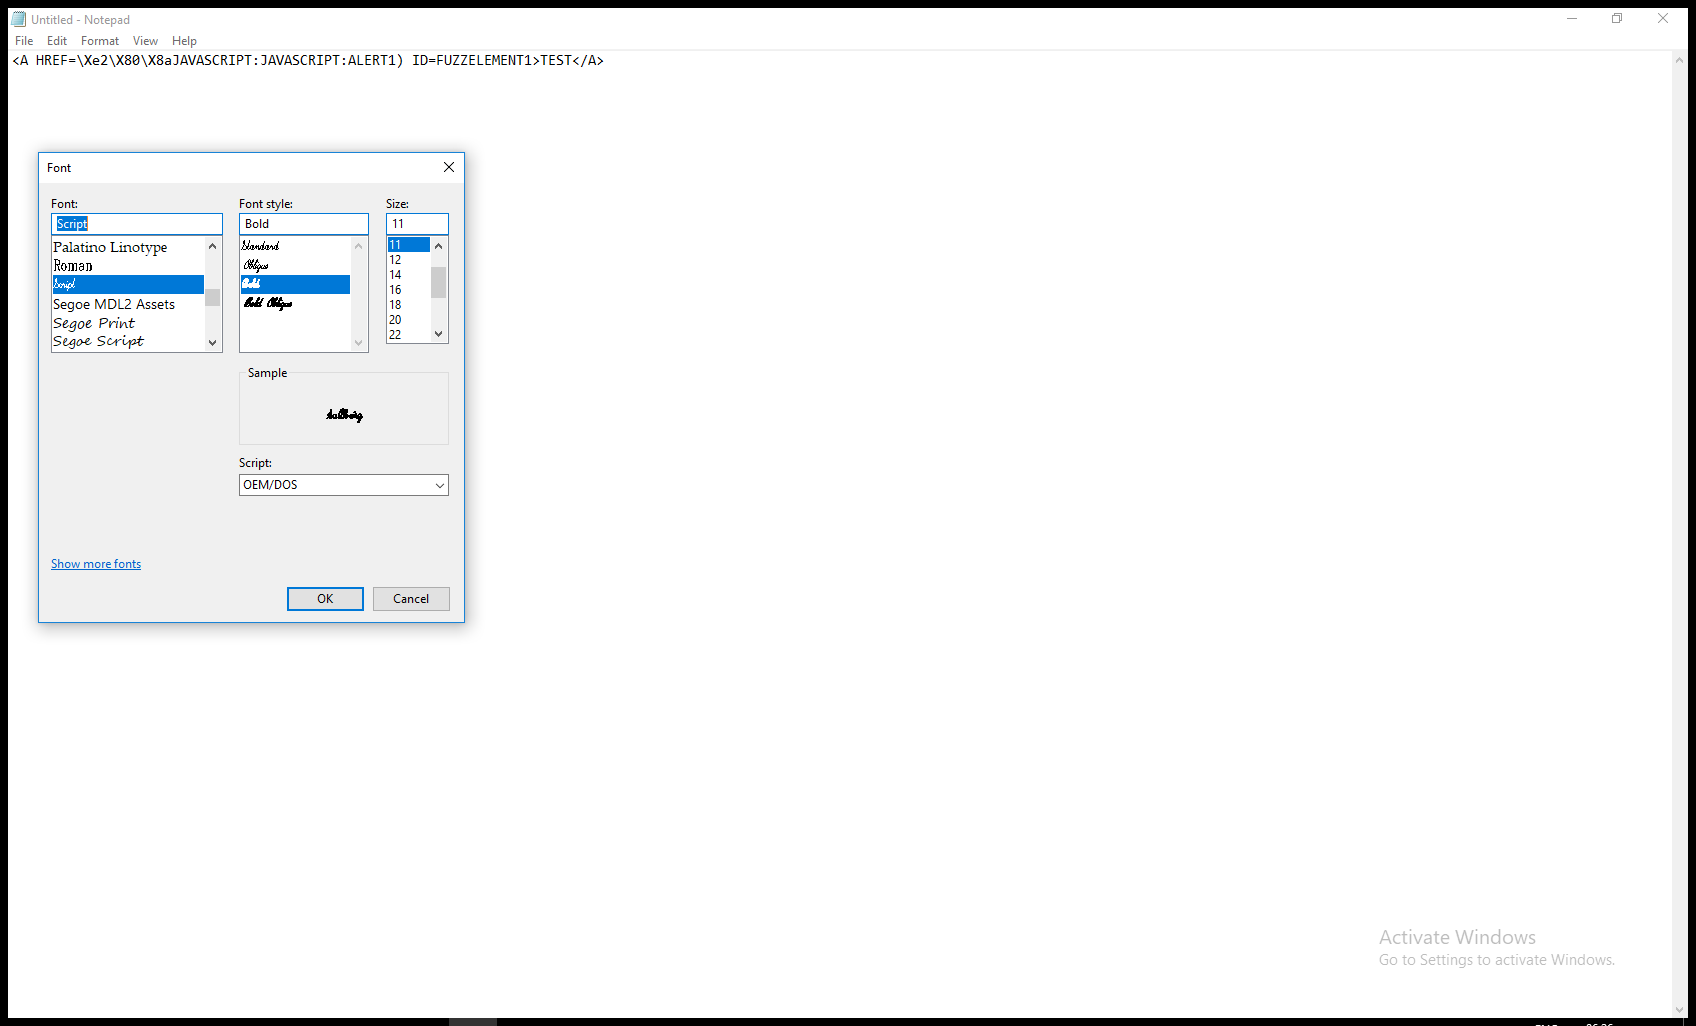 Untitled - Notepad
File Edit Format View Help
<A HREF=\Xe2\X80\X8aJAVASCRIPT:JAVASCRIPT:ALERT1) ID=FUZZELEMENT1>TEST</A>
Font
Font: Font style: Size:
Script Bold 11
Palatino Linotype
Roman
Script
Segoe MDL2 Assets
Segoe Print
Segoe Script
Standard
Oblique
Bold
Bold Oblique
11
12
14
16
18
20
22
Sample
AaBbYyZz
Script:
OEM/DOS
Show more fonts
OK Cancel
Activate Windows
Go to Settings to activate Windows.